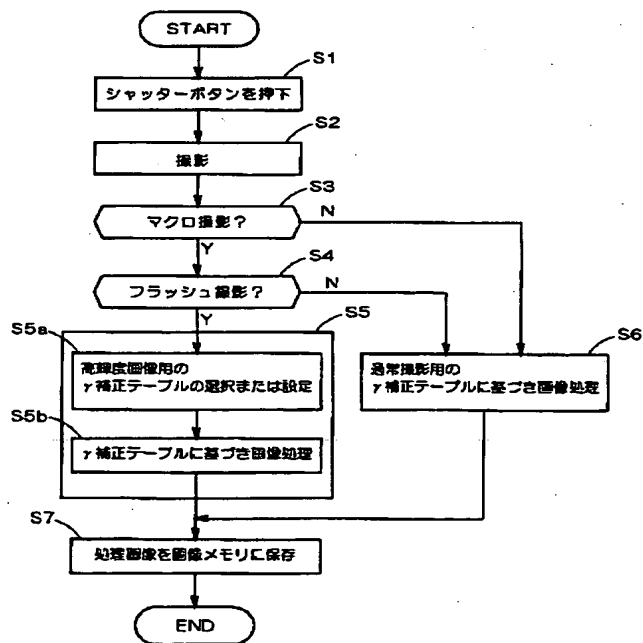 START
S1
シャッターボタンを押下
S2
撮影
S3
マクロ撮影？
N
Y
S4
フラッシュ撮影？
N
Y
S5
S5a
高輝度画像用の
γ補正テーブルの選択または設定
S6
通常撮影用の
γ補正テーブルに基づき画像処理
S5b
γ補正テーブルに基づき画像処理
S7
処理画像を画像メモリに保存
END